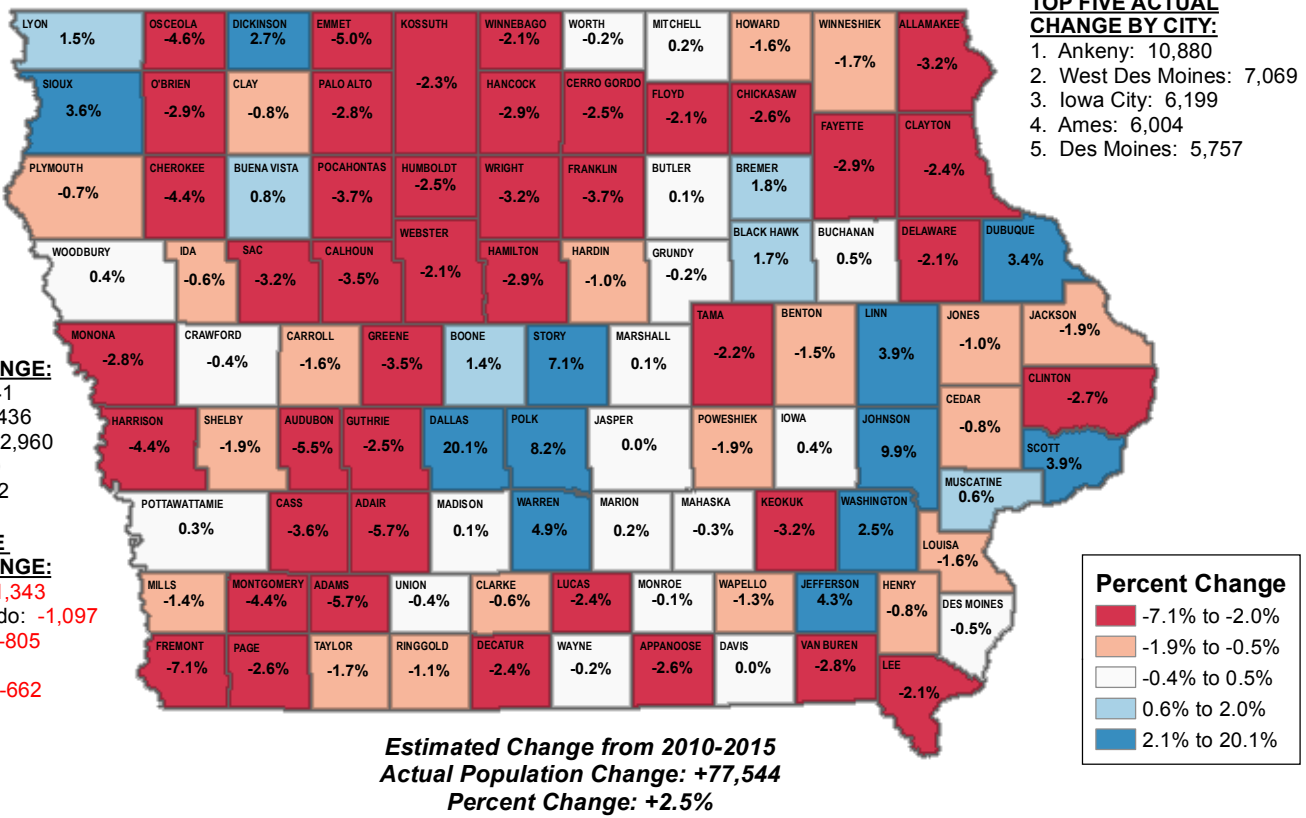 TOP FIVE ACTUAL
CHANGE BY CITY:
1. Ankeny: 10,880
2. West Des Moines: 7,069
3. Iowa City: 6,199
4. Ames: 6,004
5. Des Moines: 5,757
LYON
1.5%
OSCEOLA
-4.6%
DICKINSON
2.7%
EMMET
-5.0%
KOSSUTH
-2.3%
WINNEBAGO
-2.1%
WORTH
-0.2%
MITCHELL
0.2%
HOWARD
-1.6%
WINNESHIEK
-1.7%
ALLAMAKEE
-3.2%
SIOUX
3.6%
O'BRIEN
-2.9%
CLAY
-0.8%
PALO ALTO
-2.8%
HANCOCK
-2.9%
CERRO GORDO
-2.5%
FLOYD
-2.1%
CHICKASAW
-2.6%
FAYETTE
-2.9%
CLAYTON
-2.4%
PLYMOUTH
-0.7%
CHEROKEE
-4.4%
BUENA VISTA
0.8%
POCAHONTAS
-3.7%
HUMBOLDT
-2.5%
WRIGHT
-3.2%
FRANKLIN
-3.7%
BUTLER
0.1%
BREMER
1.8%
WOODBURY
0.4%
IDA
-0.6%
SAC
-3.2%
CALHOUN
-3.5%
WEBSTER
-2.1%
HAMILTON
-2.9%
HARDIN
-1.0%
GRUNDY
-0.2%
BLACK HAWK
1.7%
BUCHANAN
0.5%
DELAWARE
-2.1%
DUBUQUE
3.4%
MONONA
-2.8%
CRAWFORD
-0.4%
CARROLL
-1.6%
GREENE
-3.5%
BOONE
1.4%
STORY
7.1%
MARSHALL
0.1%
TAMA
-2.2%
BENTON
-1.5%
LINN
3.9%
JONES
-1.0%
JACKSON
-1.9%
CLINTON
-2.7%
CEDAR
-0.8%
HARRISON
-4.4%
SHELBY
-1.9%
AUDUBON
-5.5%
GUTHRIE
-2.5%
DALLAS
20.1%
POLK
8.2%
JASPER
0.0%
POWESHIEK
-1.9%
IOWA
0.4%
JOHNSON
9.9%
SCOTT
3.9%
MUSCATINE
0.6%
POTTAWATTAMIE
0.3%
CASS
-3.6%
ADAIR
-5.7%
MADISON
0.1%
WARREN
4.9%
MARION
0.2%
MAHASKA
-0.3%
KEOKUK
-3.2%
WASHINGTON
2.5%
LOUISA
-1.6%
MILLS
-1.4%
MONTGOMERY
-4.4%
ADAMS
-5.7%
UNION
-0.4%
CLARKE
-0.6%
LUCAS
-2.4%
MONROE
-0.1%
WAPELLO
-1.3%
JEFFERSON
4.3%
HENRY
-0.8%
DES MOINES
-0.5%
FREMONT
-7.1%
PAGE
-2.6%
TAYLOR
-1.7%
RINGGOLD
-1.1%
DECATUR
-2.4%
WAYNE
-0.2%
APPANOOSE
-2.6%
DAVIS
0.0%
VAN BUREN
-2.8%
LEE
-2.1%
NGE:
1
436
2,960
2
E
NGE:
1,343
do: -1,097
-805
-662
Percent Change
-7.1% to -2.0%
-1.9% to -0.5%
-0.4% to 0.5%
0.6% to 2.0%
2.1% to 20.1%
Estimated Change from 2010-2015
Actual Population Change: +77,544
Percent Change: +2.5%